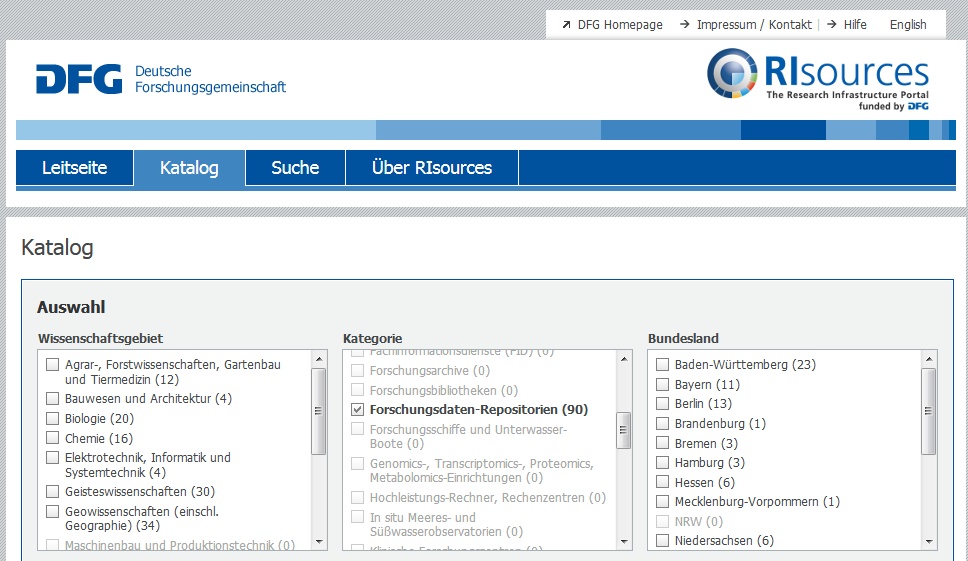 DFG Homepage Impressum / Kontakt | Hilfe English
DFG Deutsche
Forschungsgemeinschaft
RIsources
The Research Infrastructure Portal
funded by DFG
Leitseite Katalog Suche Über RIsources
Katalog
Auswahl
Wissenschaftsgebiet
Agrar-, Forstwissenschaften, Gartenbau
und Tiermedizin (12)
Bauwesen und Architektur (4)
Biologie (20)
Chemie (16)
Elektrotechnik, Informatik und
Systemtechnik (4)
Geisteswissenschaften (30)
Geowissenschaften (einschl.
Geographie) (34)
Maschinenbau und Produktionstechnik (0)
Kategorie
Fachinformationsdienste (FID) (0)
Forschungsarchive (0)
Forschungsbibliotheken (0)
Forschungsdaten-Repositorien (90)
Forschungsschiffe und Unterwasser-
Boote (0)
Genomics-, Transcriptomics-, Proteomics,
Metabolomics-Einrichtungen (0)
Hochleistungs-Rechner, Rechenzentren (0)
In situ Meeres- und
Süßwasserobservatorien (0)
Klinische Forschungszentren (0)
Bundesland
Baden-Württemberg (23)
Bayern (11)
Berlin (13)
Brandenburg (1)
Bremen (3)
Hamburg (3)
Hessen (6)
Mecklenburg-Vorpommern (1)
NRW (0)
Niedersachsen (6)